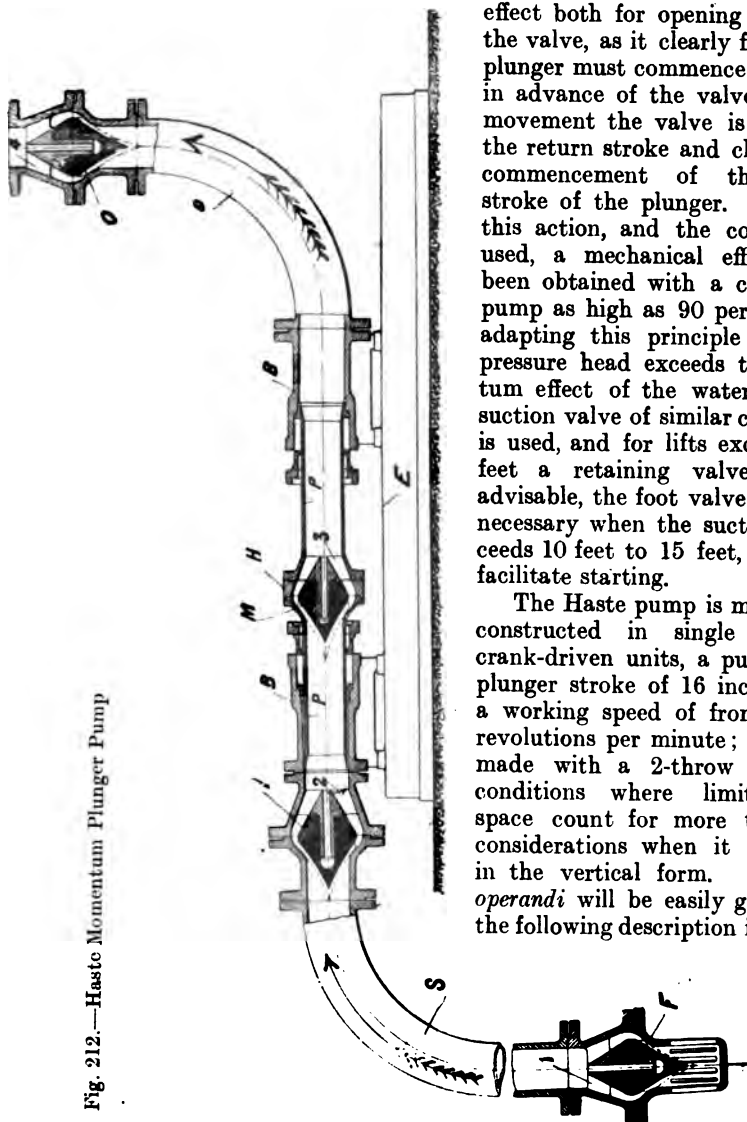 effect both for opening
the valve, as it clearly f
plunger must commence
in advance of the valve
movement the valve is
the return stroke and cl
commencement of th
stroke of the plunger.
this action, and the co
used, a mechanical eff
been obtained with a c
pump as high as 90 per
adapting this principle
pressure head exceeds t
tum effect of the water
suction valve of similar c
is used, and for lifts exc
feet a retaining valve
advisable, the foot valve
necessary when the suct
ceeds 10 feet to 15 feet,
facilitate starting.
The Haste pump is m
constructed in single
crank-driven units, a pu
plunger stroke of 16 inc
a working speed of fron
revolutions per minute;
made with a 2-throw
conditions where limit
space count for more t
considerations when it
in the vertical form.
operandi will be easily g
the following description i
Fig. 212.—Haste Momentum Plunger Pump
4
O
o
B
P
E
3
H
M
B
P
2
1
S
F
1